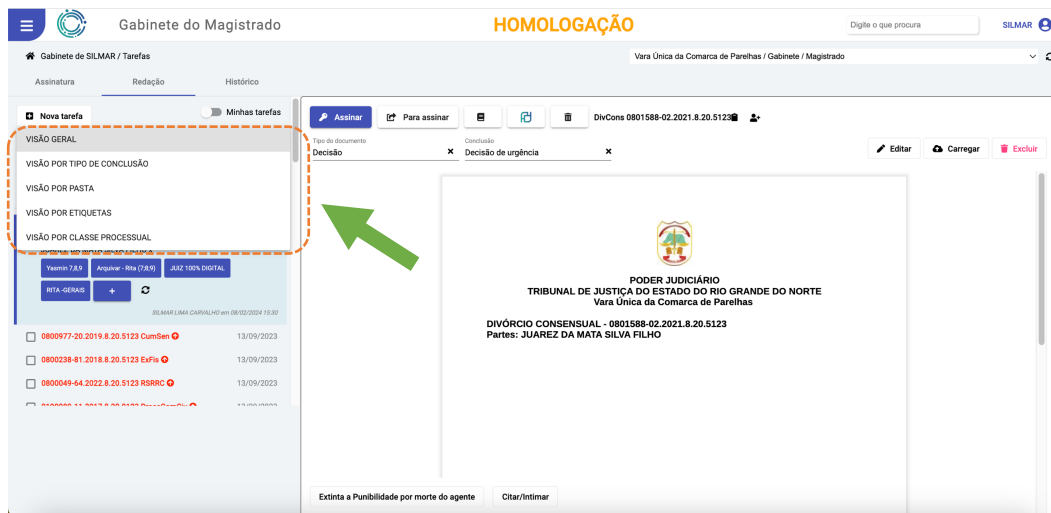 Gabinete do Magistrado
HOMOLOGAÇÃO
Digite o que procura
SILMAR
Gabinete de SILMAR / Tarefas
Vara Única da Comarca de Parelhas / Gabinete / Magistrado
Assinatura
Redação
Histórico
Nova tarefa
Minhas tarefas
VISÃO GERAL
VISÃO POR TIPO DE CONCLUSÃO
VISÃO POR PASTA
VISÃO POR ETIQUETAS
VISÃO POR CLASSE PROCESSUAL
Yasmin 7,8,9
Arquivar - Rita (7;8;9)
JUIZ 100% DIGITAL
RITA -GERAIS
+
SILMAR LIMA CARVALHO em 08/02/2024 15:30
0800977-20.2019.8.20.5123 CumSen
13/09/2023
0800238-81.2018.8.20.5123 ExFis
13/09/2023
0800049-64.2022.8.20.5123 RSRRC
13/09/2023
Assinar
Para assinar
DivCons 0801588-02.2021.8.20.5123
Tipo do documento
Decisão
Conclusão
Decisão de urgência
Editar
Carregar
Excluir
PODER JUDICIÁRIO
TRIBUNAL DE JUSTIÇA DO ESTADO DO RIO GRANDE DO NORTE
Vara Única da Comarca de Parelhas
DIVÓRCIO CONSENSUAL - 0801588-02.2021.8.20.5123
Partes: JUAREZ DA MATA SILVA FILHO
Extinta a Punibilidade por morte do agente
Citar/Intimar